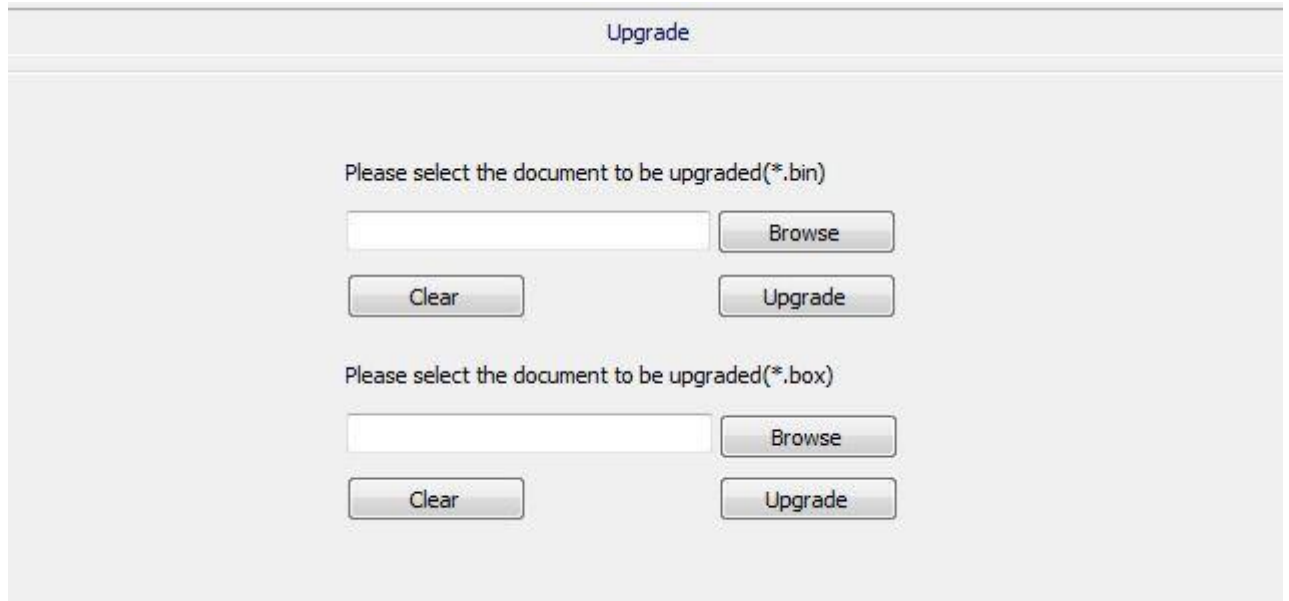 Upgrade
Please select the document to be upgraded(*.bin)
Browse
Clear
Upgrade
Please select the document to be upgraded(*.box)
Browse
Clear
Upgrade